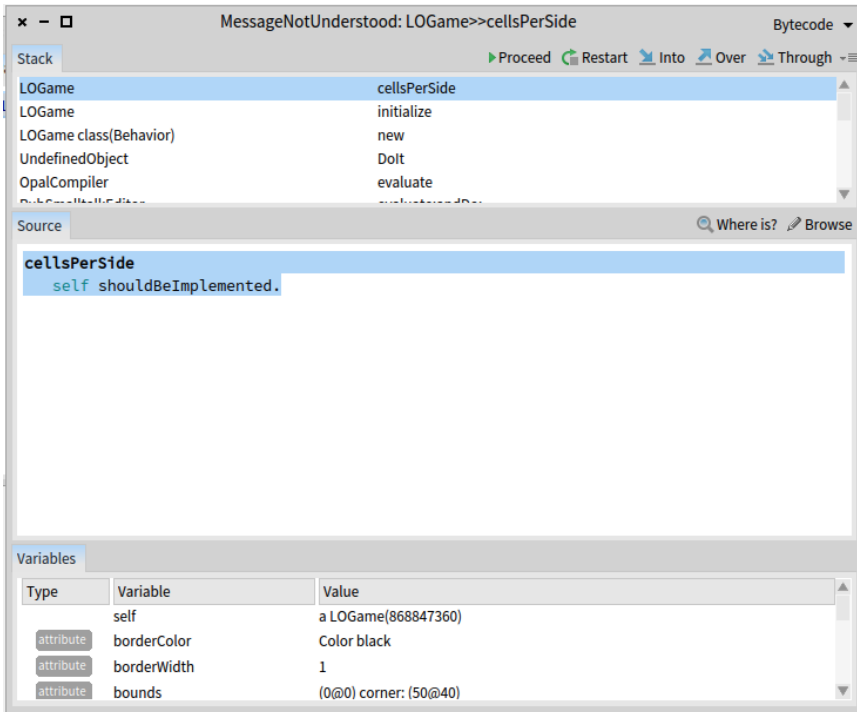 MessageNotUnderstood: LOGame>>cellsPerSide Bytecode
Stack Proceed Restart Into Over Through
LOGame cellsPerSide
LOGame initialize
LOGame class(Behavior) new
UndefinedObject DoIt
OpalCompiler evaluate
Source Where is? Browse
cellsPerSide
self shouldBeImplemented.
Variables
Type Variable Value
self a LOGame(868847360)
attribute borderColor Color black
attribute borderWidth 1
attribute bounds (0@0) corner: (50@40)